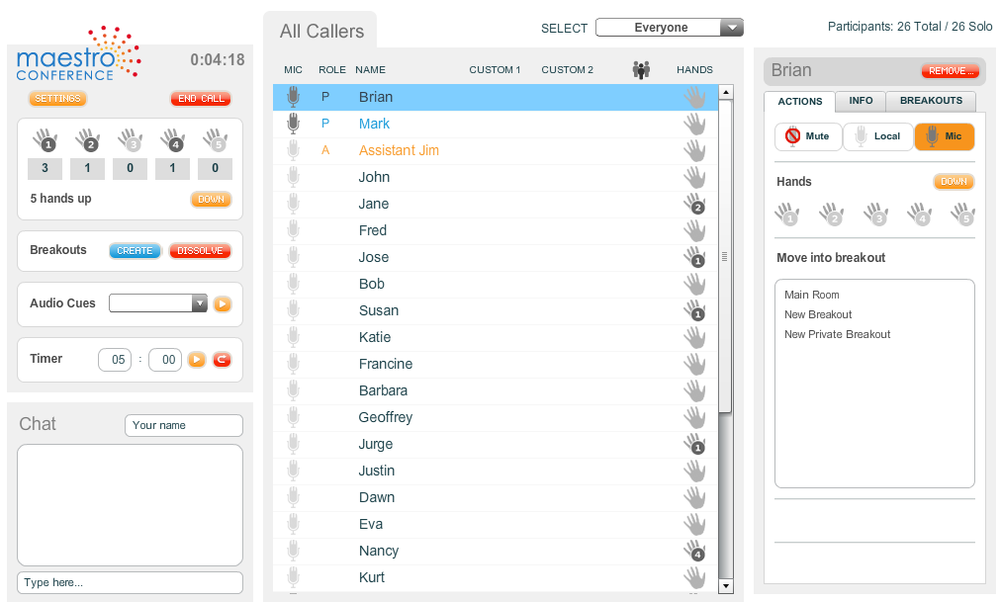 maestro
CONFERENCE
0:04:18
SETTINGS
END CALL
1 2 3 4 5
3 1 0 1 0
5 hands up
DOWN
Breakouts
CREATE
DISSOLVE
Audio Cues
Timer
05 : 00
Chat
Your name
Type here...
All Callers
SELECT
Everyone
MIC ROLE NAME CUSTOM 1 CUSTOM 2 HANDS
P Brian
P Mark
A Assistant Jim
John
Jane 2
Fred
Jose 1
Bob
Susan 1
Katie
Francine
Barbara
Geoffrey
Jurge 1
Justin
Dawn
Eva
Nancy 4
Kurt
Participants: 26 Total / 26 Solo
Brian
REMOVE...
ACTIONS INFO BREAKOUTS
Mute Local Mic
Hands
DOWN
1 2 3 4 5
Move into breakout
Main Room
New Breakout
New Private Breakout